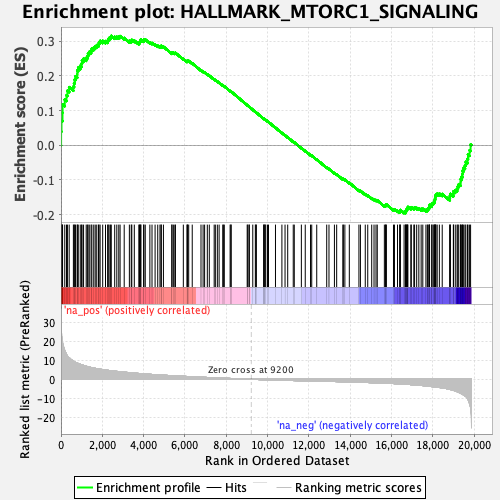 Enrichment plot: HALLMARK_MTORC1_SIGNALING
Enrichment score (ES)
0.3
0.2
0.1
0.0
-0.1
-0.2
'na_pos' (positively correlated)
Ranked list metric (PreRanked)
30
20
10
0
-10
-20
Zero cross at 9200
'na_neg' (negatively correlated)
0
2,000
4,000
6,000
8,000
10,000
12,000
14,000
16,000
18,000
20,000
Rank in Ordered Dataset
Enrichment profile
Hits
Ranking metric scores